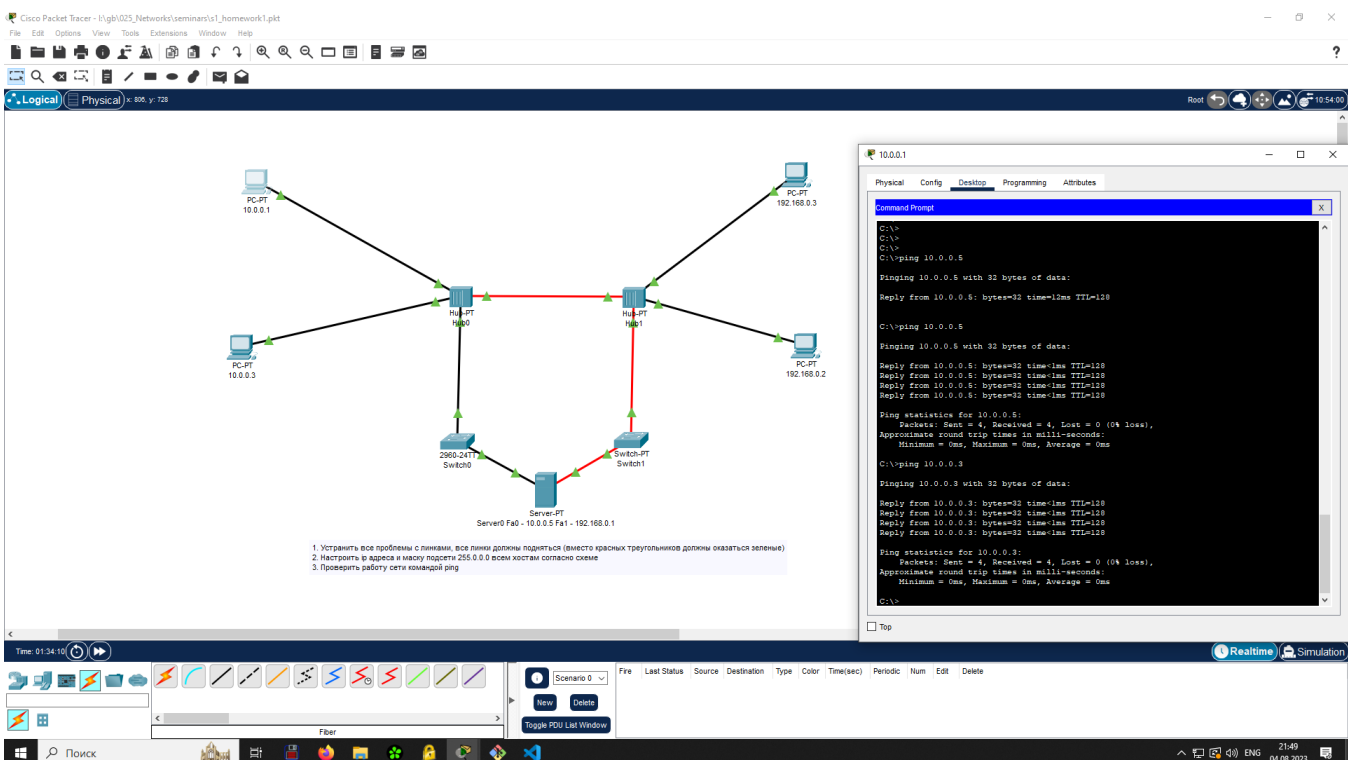 Cisco Packet Tracer - I:\gb\025_Networks\seminars\s1_homework1.pkt
File Edit Options View Tools Extensions Window Help
?
Logical Physical x: 806, y: 728 Root 10:54:00
PC-PT
10.0.0.1
PC-PT
192.168.0.3
Hub-PT
Hub0
Hub-PT
Hub1
PC-PT
10.0.0.3
PC-PT
192.168.0.2
2960-24TT
Switch0
Switch-PT
Switch1
Server-PT
Server0 Fa0 - 10.0.0.5 Fa1 - 192.168.0.1
1. Устранить все проблемы с линками, все линки должны подняться (вместо красных треугольников должны оказаться зеленые)
2. Настроить ip адреса и маску подсети 255.0.0.0 всем хостам согласно схеме
3. Проверить работу сети командой ping
10.0.0.1
Physical Config Desktop Programming Attributes
Command Prompt X
C:\>
C:\>
C:\>
C:\>ping 10.0.0.5
Pinging 10.0.0.5 with 32 bytes of data:
Reply from 10.0.0.5: bytes=32 time=12ms TTL=128
C:\>ping 10.0.0.5
Pinging 10.0.0.5 with 32 bytes of data:
Reply from 10.0.0.5: bytes=32 time<1ms TTL=128
Reply from 10.0.0.5: bytes=32 time<1ms TTL=128
Reply from 10.0.0.5: bytes=32 time<1ms TTL=128
Reply from 10.0.0.5: bytes=32 time<1ms TTL=128
Ping statistics for 10.0.0.5:
Packets: Sent = 4, Received = 4, Lost = 0 (0% loss),
Approximate round trip times in milli-seconds:
Minimum = 0ms, Maximum = 0ms, Average = 0ms
C:\>ping 10.0.0.3
Pinging 10.0.0.3 with 32 bytes of data:
Reply from 10.0.0.3: bytes=32 time<1ms TTL=128
Reply from 10.0.0.3: bytes=32 time<1ms TTL=128
Reply from 10.0.0.3: bytes=32 time<1ms TTL=128
Reply from 10.0.0.3: bytes=32 time<1ms TTL=128
Ping statistics for 10.0.0.3:
Packets: Sent = 4, Received = 4, Lost = 0 (0% loss),
Approximate round trip times in milli-seconds:
Minimum = 0ms, Maximum = 0ms, Average = 0ms
C:\>
Top
Time: 01:34:10 Realtime Simulation
Scenario 0
New Delete
Toggle PDU List Window
Fire Last Status Source Destination Type Color Time(sec) Periodic Num Edit Delete
Fiber
Поиск
ENG 21:49
04.08.2023